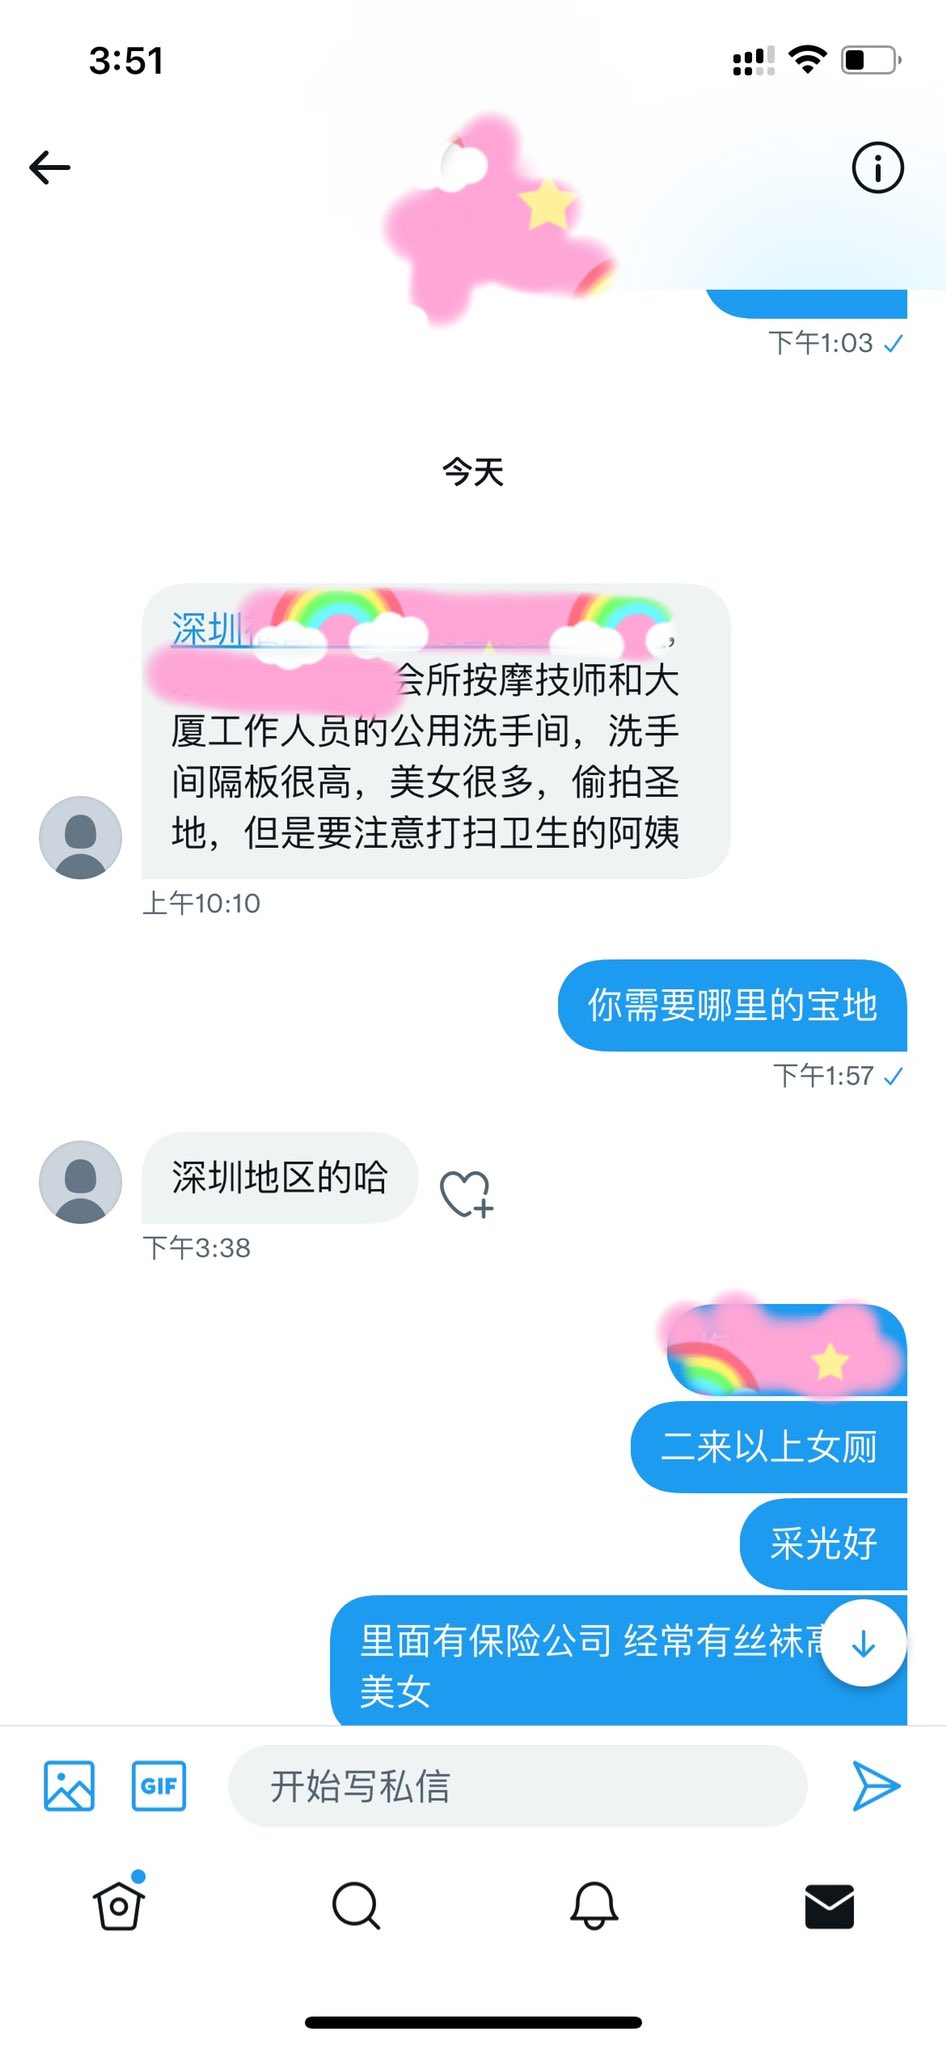 3:51
下午1:03
今天
深圳
会所按摩技师和大
厦工作人员的公用洗手间，洗手
间隔板很高，美女很多，偷拍圣
地，但是要注意打扫卫生的阿姨
上午10:10
你需要哪里的宝地
下午1:57
深圳地区的哈
下午3:38
二来以上女厕
采光好
里面有保险公司 经常有丝袜
美女
GIF
开始写私信